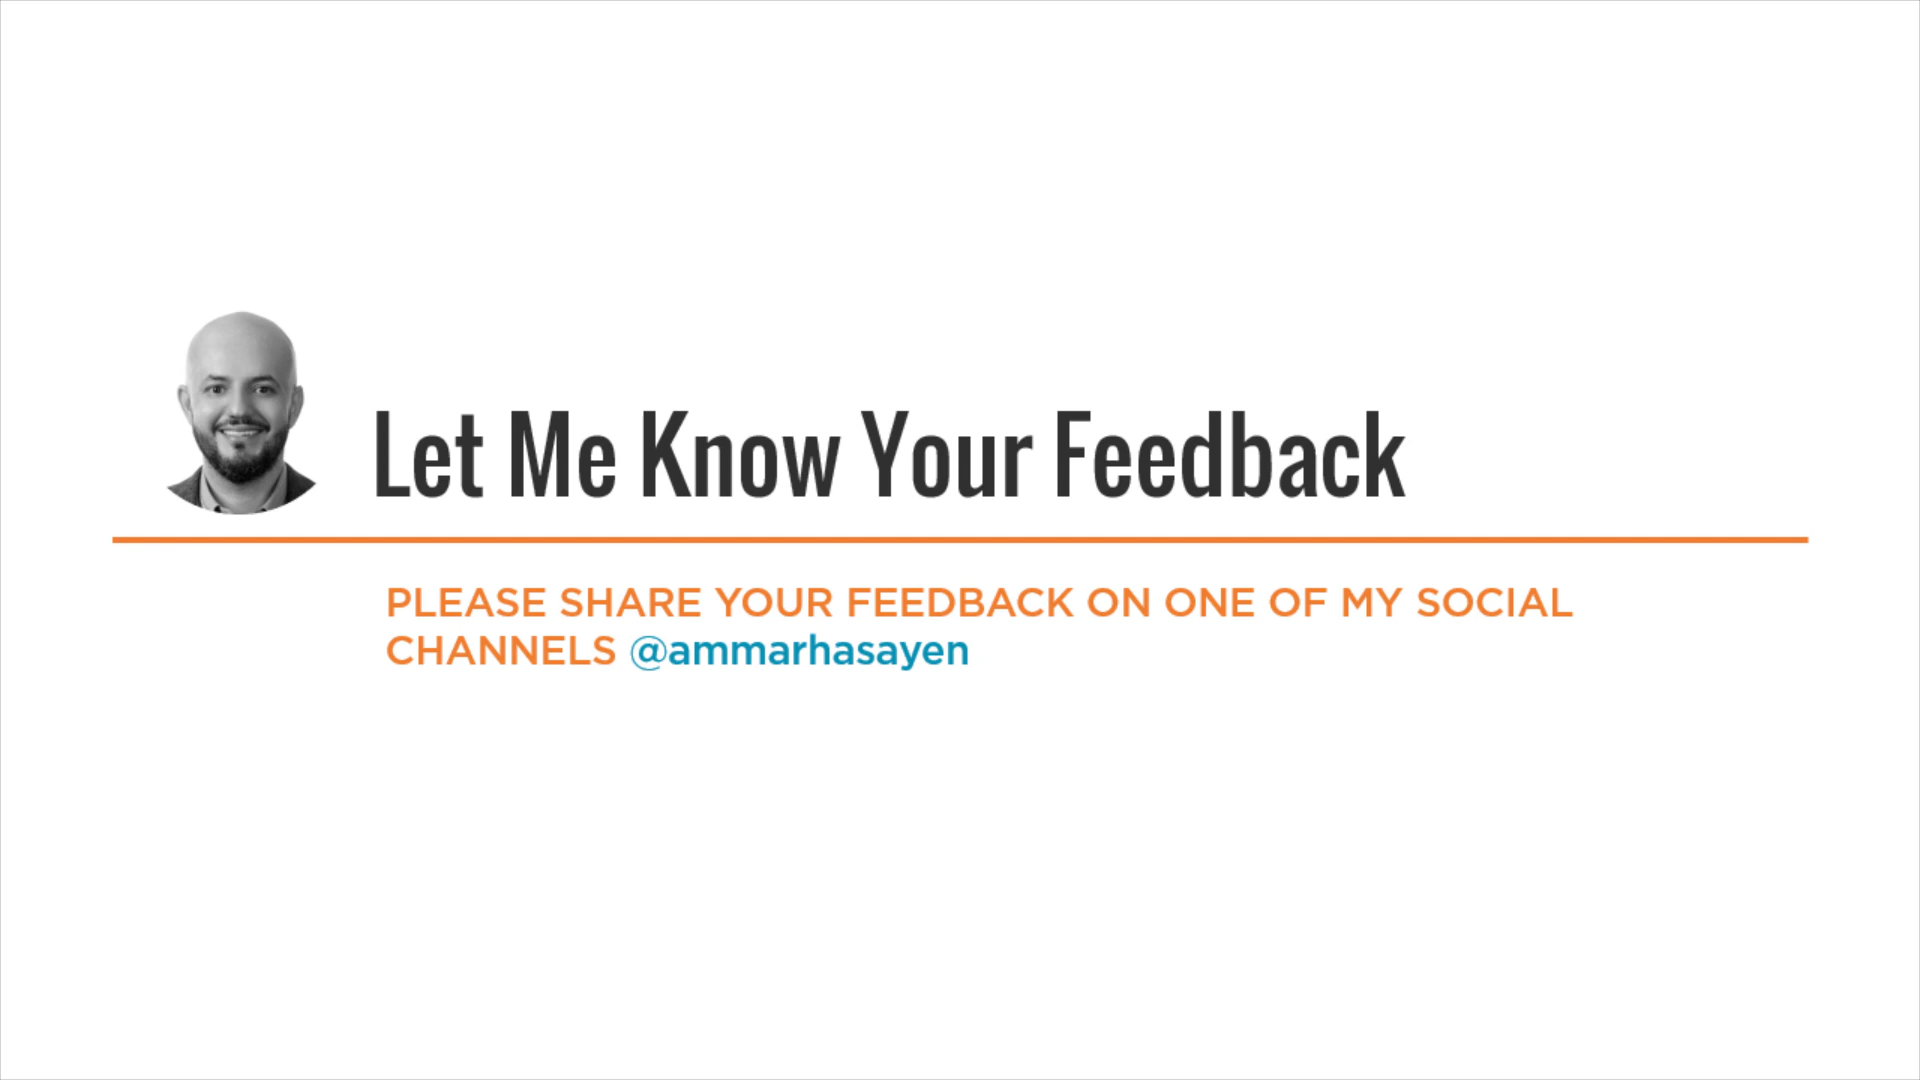 Let Me Know Your Feedback
PLEASE SHARE YOUR FEEDBACK ON ONE OF MY SOCIAL
CHANNELS @ammarhasayen